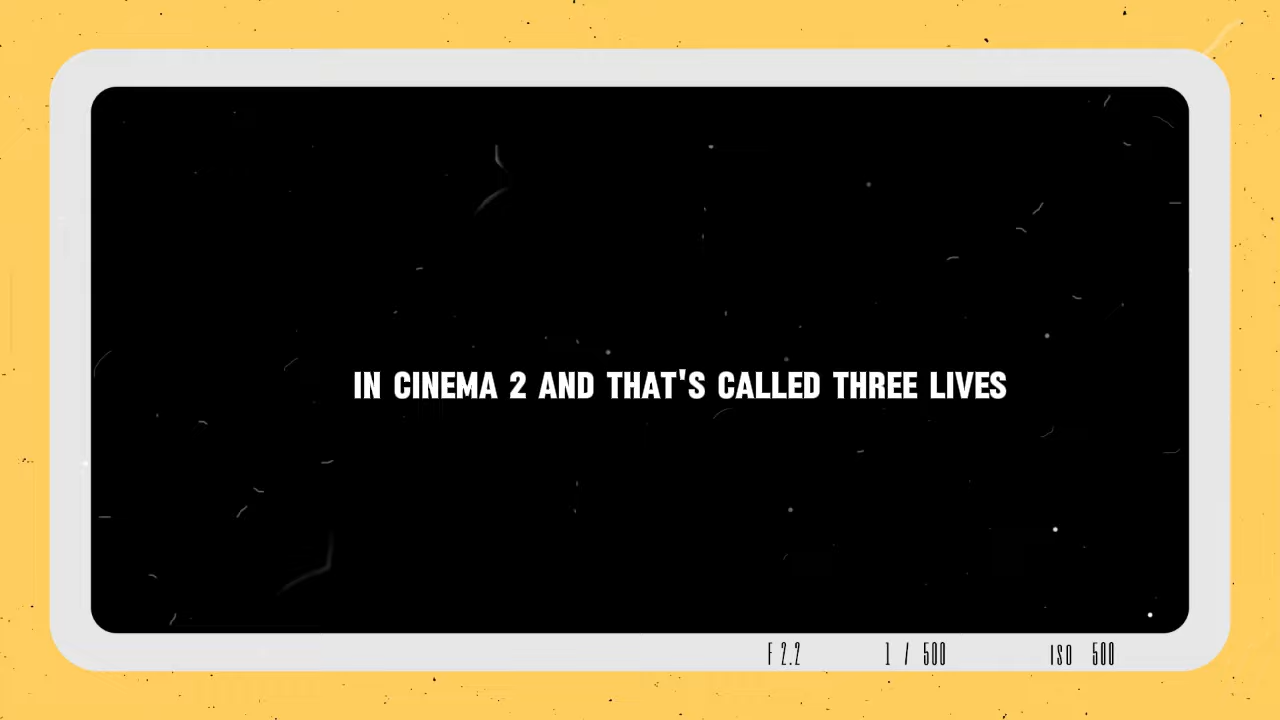 IN CINEMA 2 AND THAT'S CALLED THREE LIVES
F 2.2 1 / 500 ISO 500